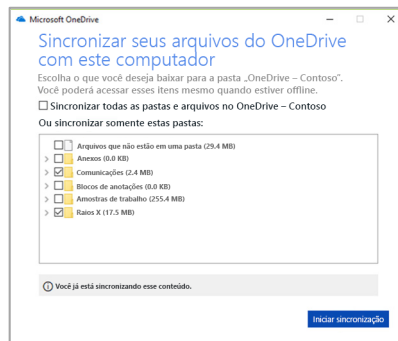 Microsoft OneDrive
Sincronizar seus arquivos do OneDrive
com este computador
Escolha o que você deseja baixar para a pasta „OneDrive – Contoso”.
Você poderá acessar esses itens mesmo quando estiver offline.
Sincronizar todas as pastas e arquivos no OneDrive – Contoso
Ou sincronizar somente estas pastas:
Arquivos que não estão em uma pasta (29.4 MB)
Anexos (0.0 KB)
Comunicações (2.4 MB)
Blocos de anotações (0.0 KB)
Amostras de trabalho (255.4 MB)
Raios X (17.5 MB)
Você já está sincronizando esse conteúdo.
Iniciar sincronização